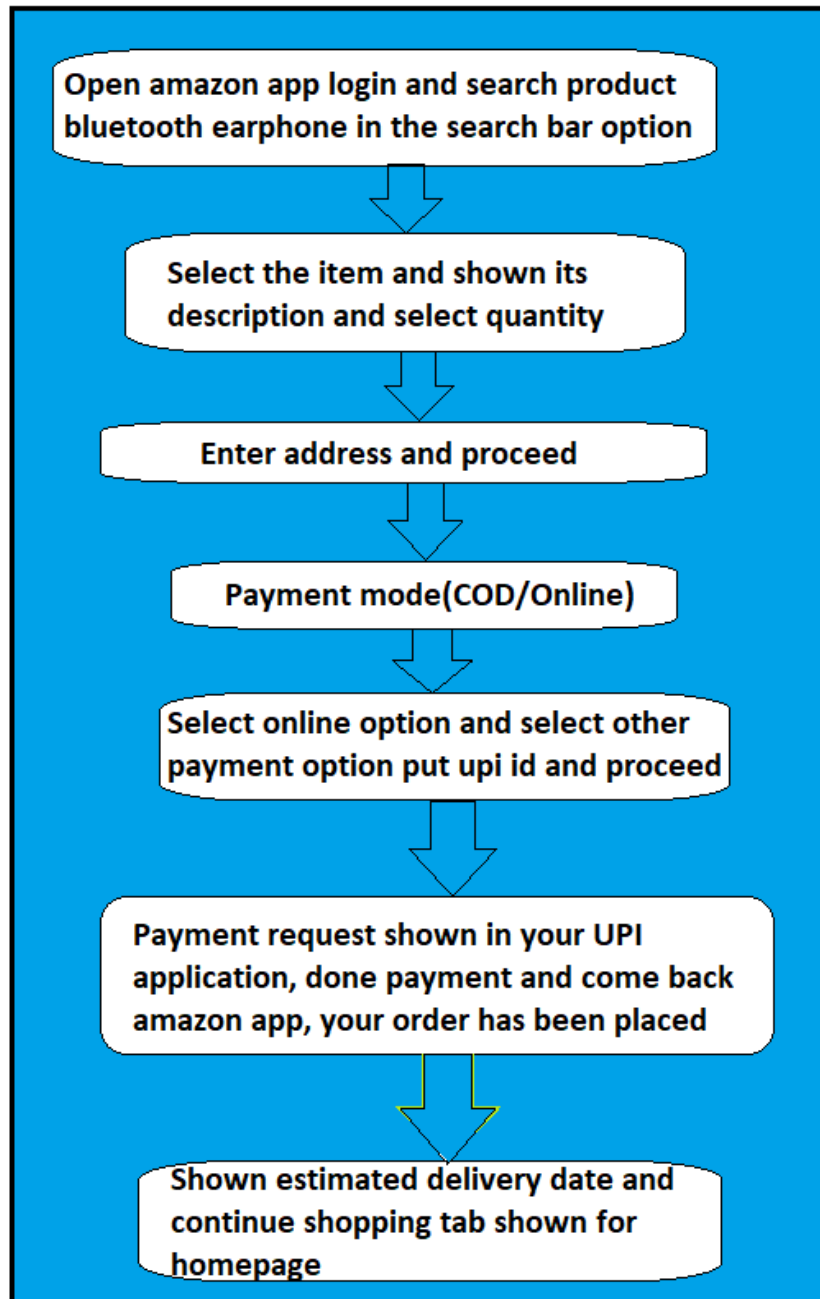 Open amazon app login and search product
bluetooth earphone in the search bar option
Select the item and shown its
description and select quantity
Enter address and proceed
Payment mode(COD/Online)
Select online option and select other
payment option put upi id and proceed
Payment request shown in your UPI
application, done payment and come back
amazon app, your order has been placed
Shown estimated delivery date and
continue shopping tab shown for
homepage